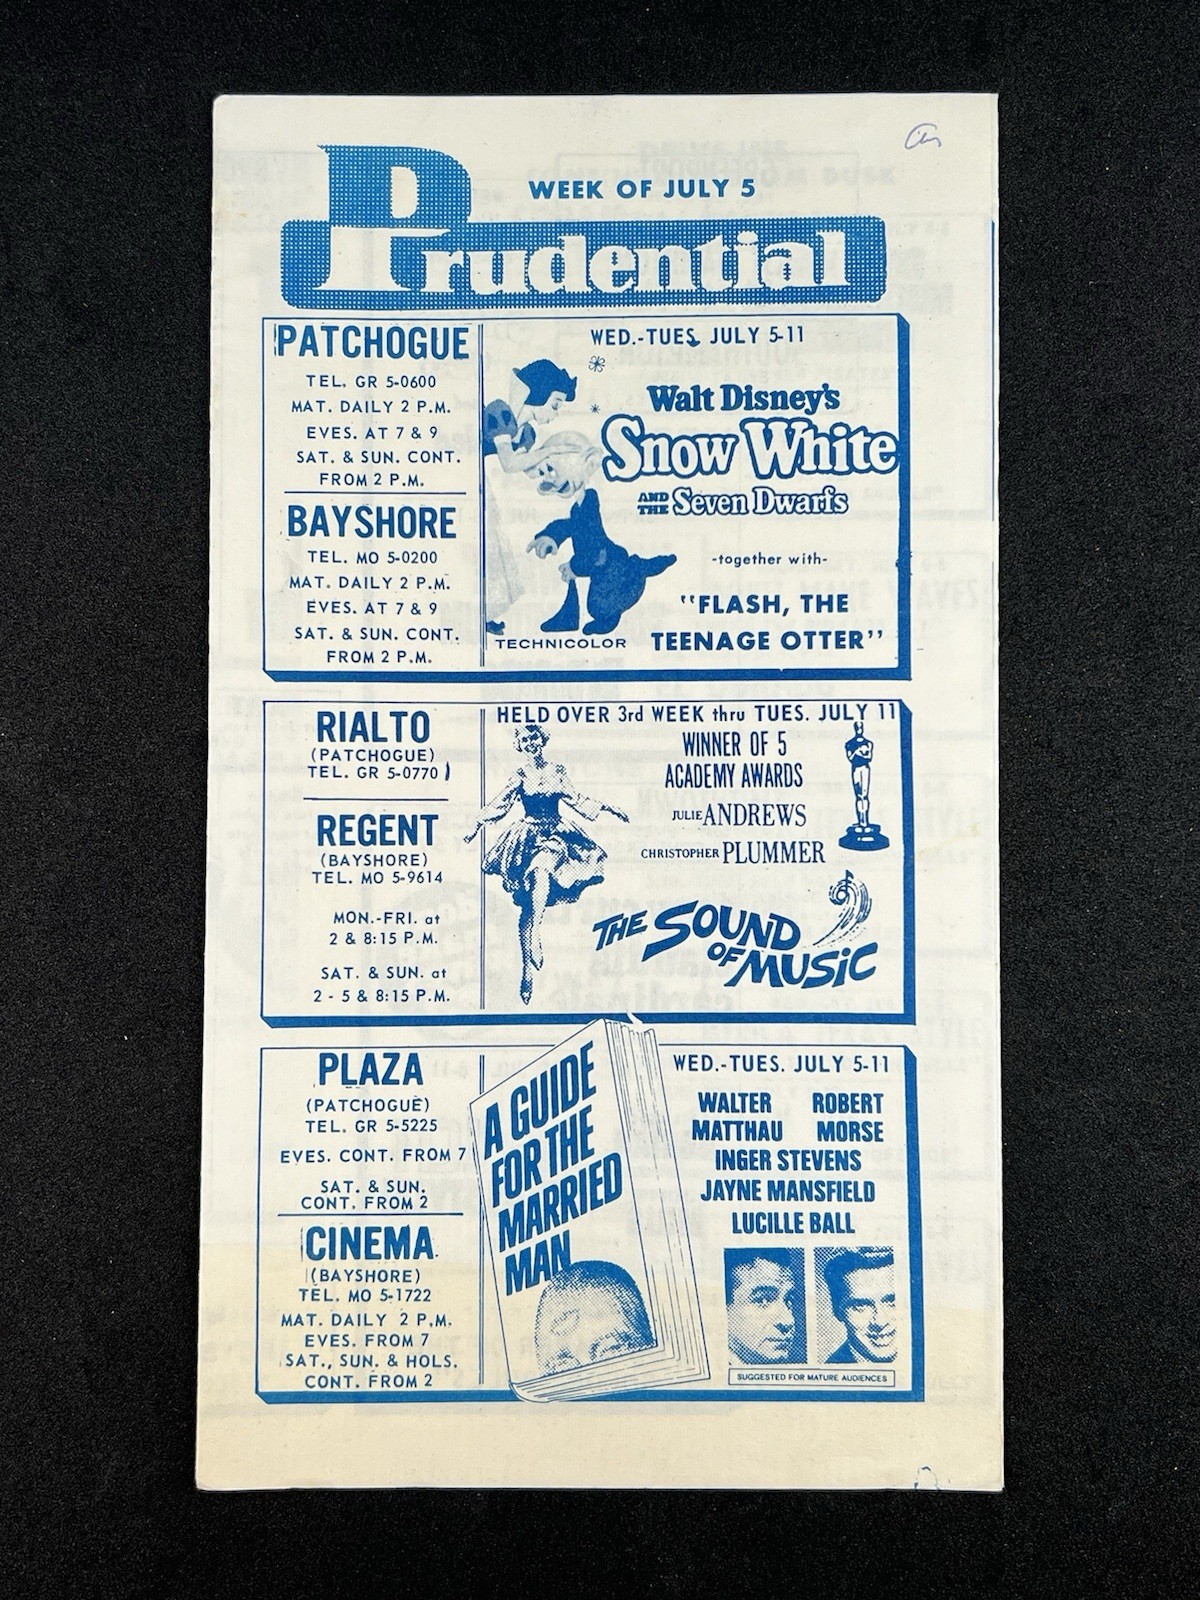 WEEK OF JULY 5
Prudential
PATCHOGUE
TEL. GR 5-0600
MAT. DAILY 2 P.M.
EVES. AT 7 & 9
SAT. & SUN. CONT.
FROM 2 P.M.
BAYSHORE
TEL. MO 5-0200
MAT. DAILY 2 P.M.
EVES. AT 7 & 9
SAT. & SUN. CONT.
FROM 2 P.M.
WED.-TUES, JULY 5-11
Walt Disney's
Snow White
AND THE Seven Dwarfs
-together with-
"FLASH, THE
TEENAGE OTTER"
TECHNICOLOR
RIALTO
(PATCHOGUE)
TEL. GR 5-0770
REGENT
(BAYSHORE)
TEL. MO 5-9614
MON.-FRI. at
2 & 8:15 P.M.
SAT. & SUN. at
2 - 5 & 8:15 P.M.
HELD OVER 3rd WEEK thru TUES. JULY 11
WINNER OF 5
ACADEMY AWARDS
JULIE ANDREWS
CHRISTOPHER PLUMMER
THE SOUND
OF MUSIC
PLAZA
(PATCHOGUE)
TEL. GR 5-5225
EVES. CONT. FROM 7
SAT. & SUN.
CONT. FROM 2
CINEMA
(BAYSHORE)
TEL. MO 5-1722
MAT. DAILY 2 P.M.
EVES. FROM 7
SAT., SUN. & HOLS.
CONT. FROM 2
A GUIDE
FOR THE
MARRIED
MAN
WED.-TUES. JULY 5-11
WALTER ROBERT
MATTHAU MORSE
INGER STEVENS
JAYNE MANSFIELD
LUCILLE BALL
SUGGESTED FOR MATURE AUDIENCES